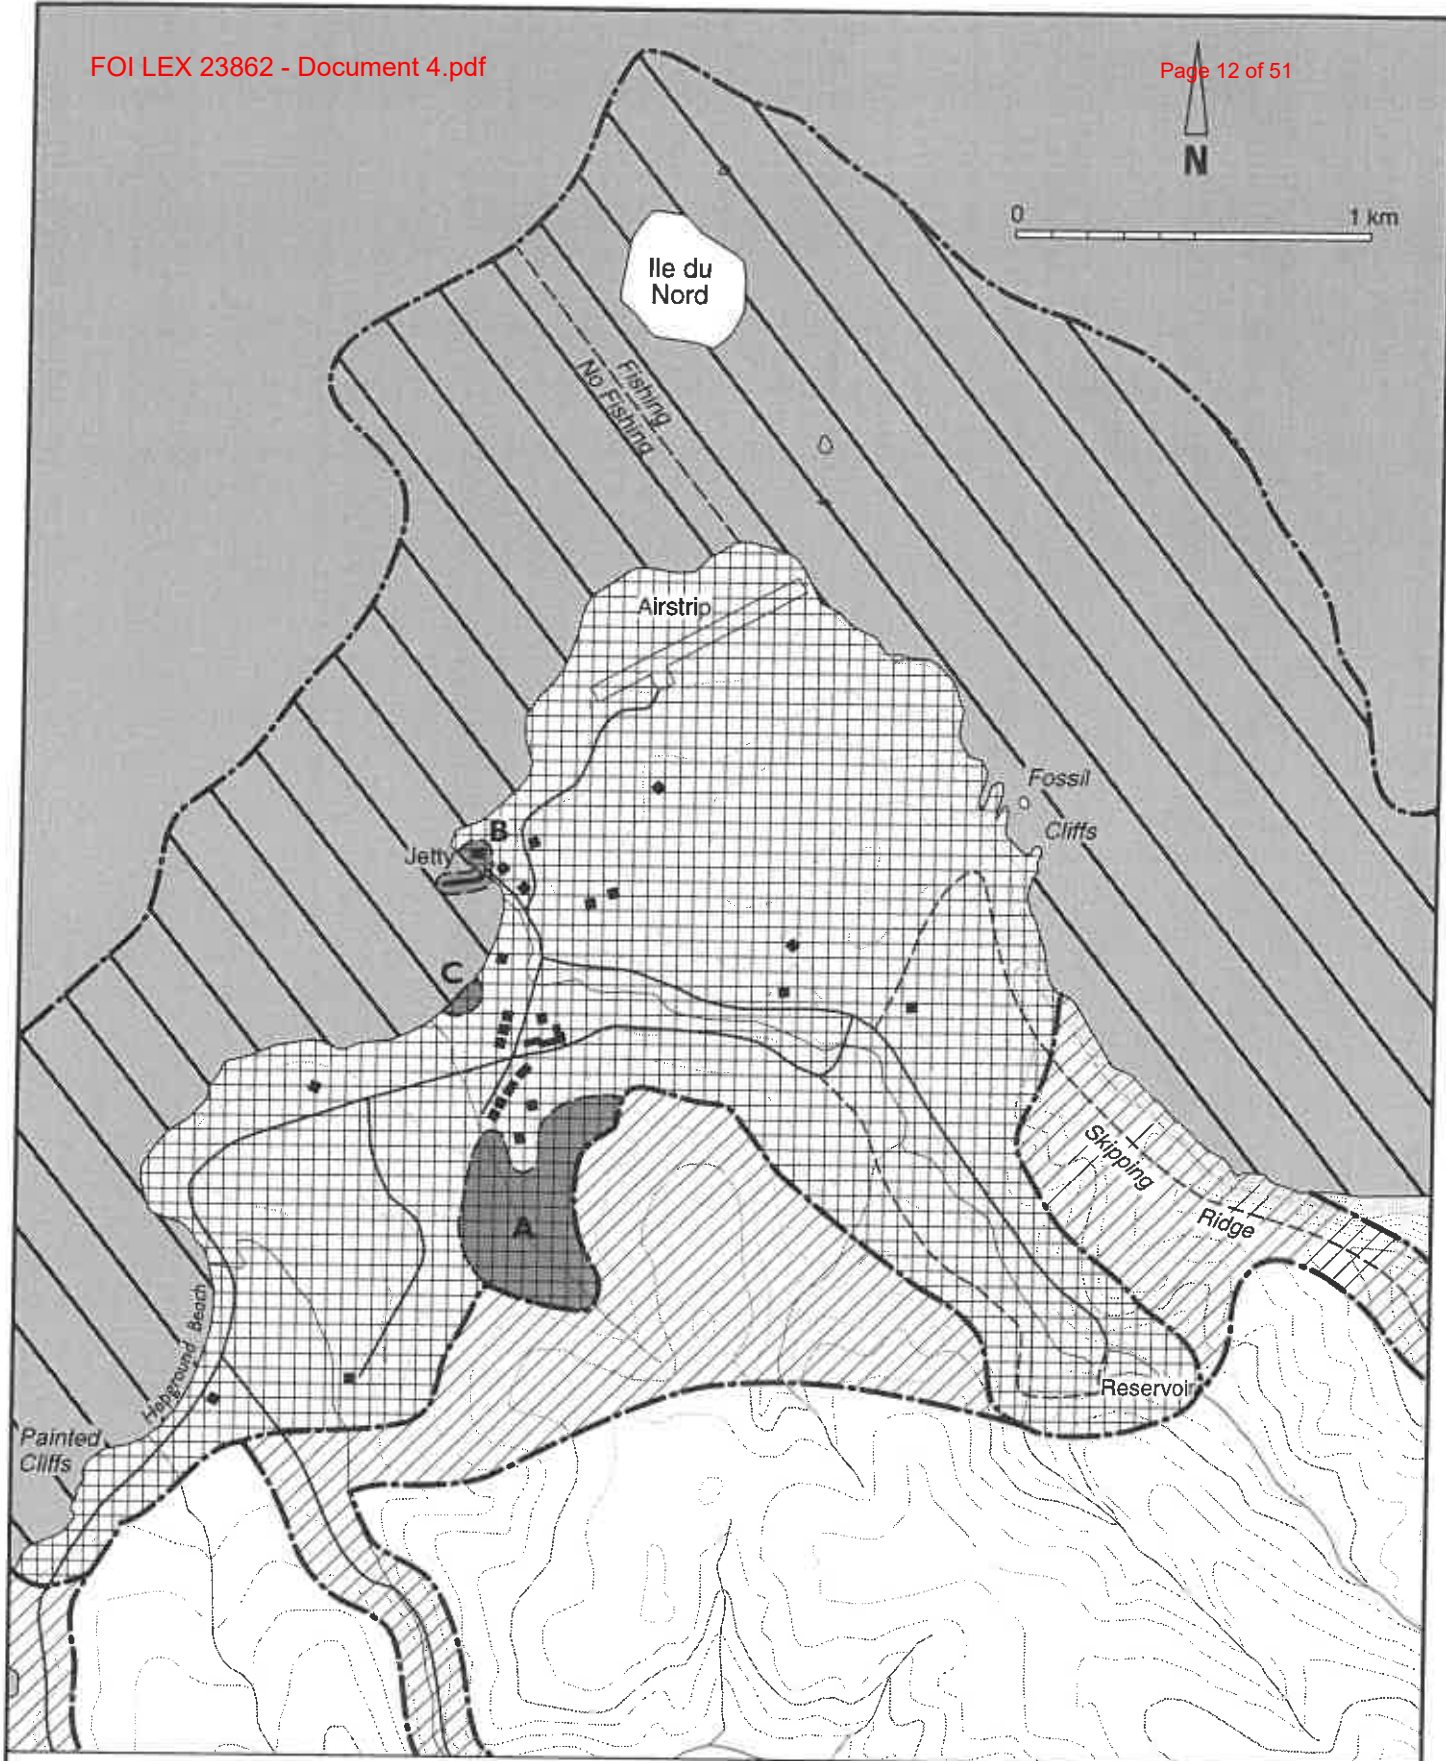 FOI LEX 23862 - Document 4.pdf
Page 12 of 51
N
0
1 km
Ile du
Nord
Fishing
No Fishing
Airstrip
Fossil
Cliffs
B
Jetty
C
Skipping
Ridge
A
Hopground Beach
Reservoir
Painted
Cliffs